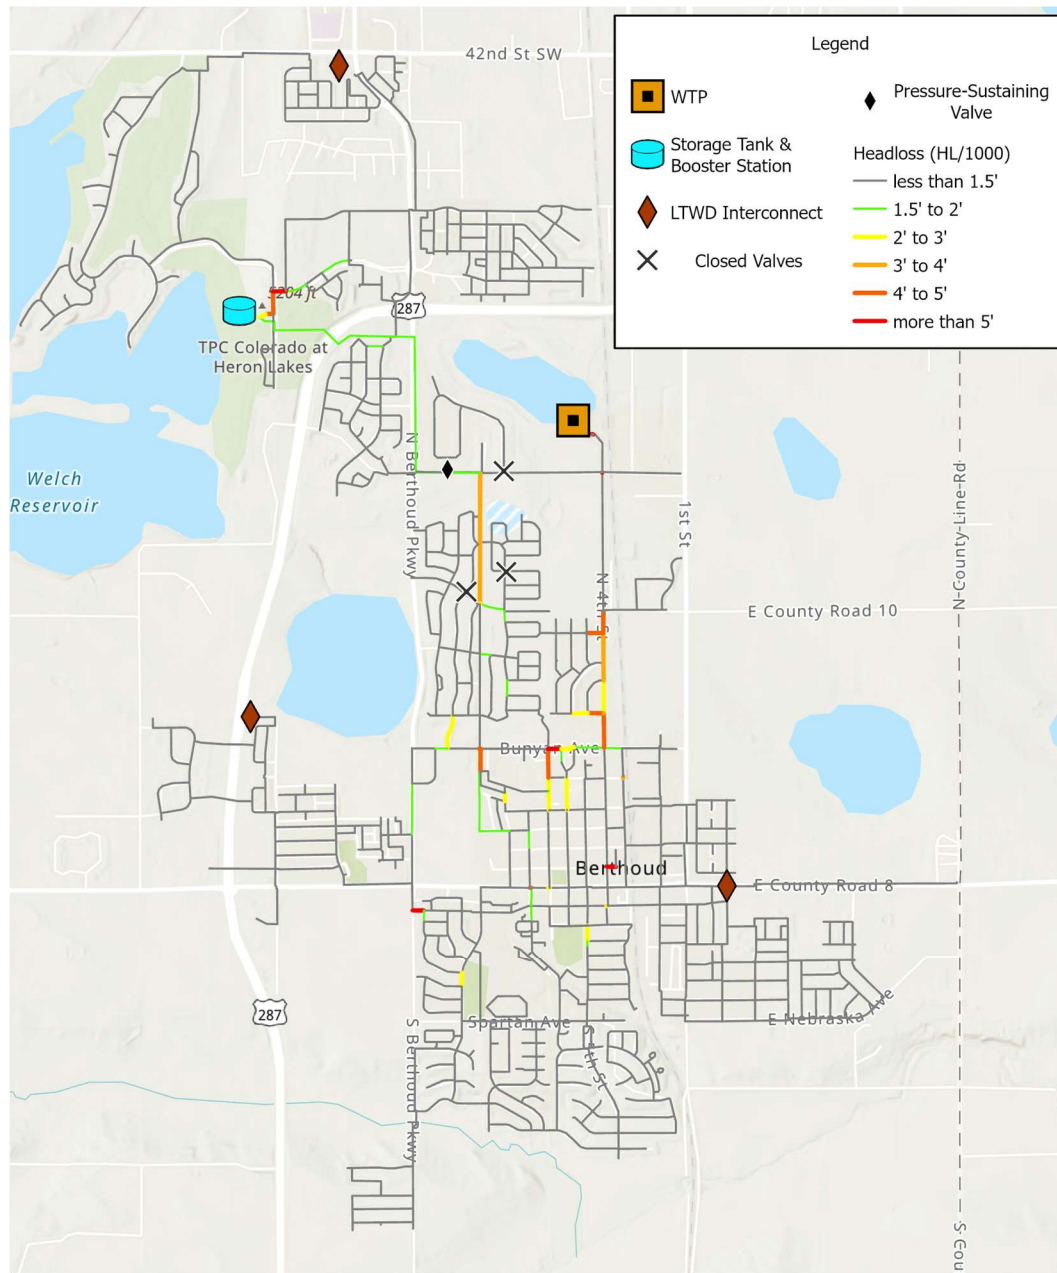 42nd St SW
Legend
WTP
Pressure-Sustaining
Valve
Storage Tank &
Booster Station
Headloss (HL/1000)
less than 1.5'
1.5' to 2'
LTWD Interconnect
2' to 3'
Closed Valves
3' to 4'
4' to 5'
more than 5'
5204 ft
287
TPC Colorado at
Heron Lakes
Welch
Reservoir
N Berthoud Pkwy
1st St
N County Line Rd
N 4th St
E County Road 10
Bunyan Ave
Berthoud
E County Road 8
287
Spartan Ave
E Nebraska Ave
S Berthoud Pkwy
S Cou